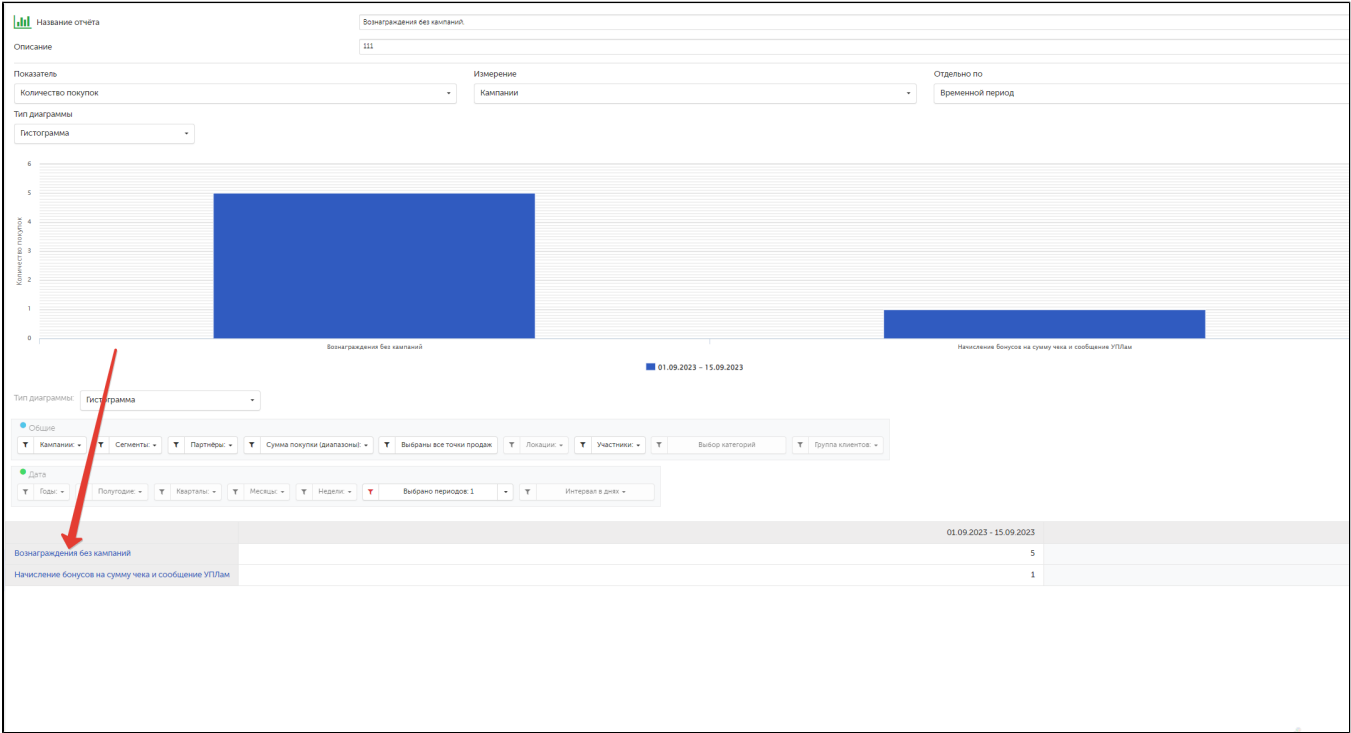 Название отчёта
Вознаграждения без кампаний
Описание
111
Показатель
Измерение
Отдельно по
Количество покупок
Кампании
Временной период
Тип диаграммы
Гистограмма
6
5
4
3
2
1
0
Количество покупок
Вознаграждения без кампаний
Начисление бонусов на сумму чека и сообщение УПЛам
01.09.2023 - 15.09.2023
Тип диаграммы:
Гистограмма
Общие
Кампании:
Сегменты:
Партнёры:
Сумма покупки (диапазоны):
Выбраны все точки продаж
Локации:
Участники:
Выбор категорий
Группа клиентов:
Дата
Годы:
Полугодие:
Кварталы:
Месяцы:
Недели:
Выбрано периодов: 1
Интервал в днях
01.09.2023 - 15.09.2023
Вознаграждения без кампаний
5
Начисление бонусов на сумму чека и сообщение УПЛам
1